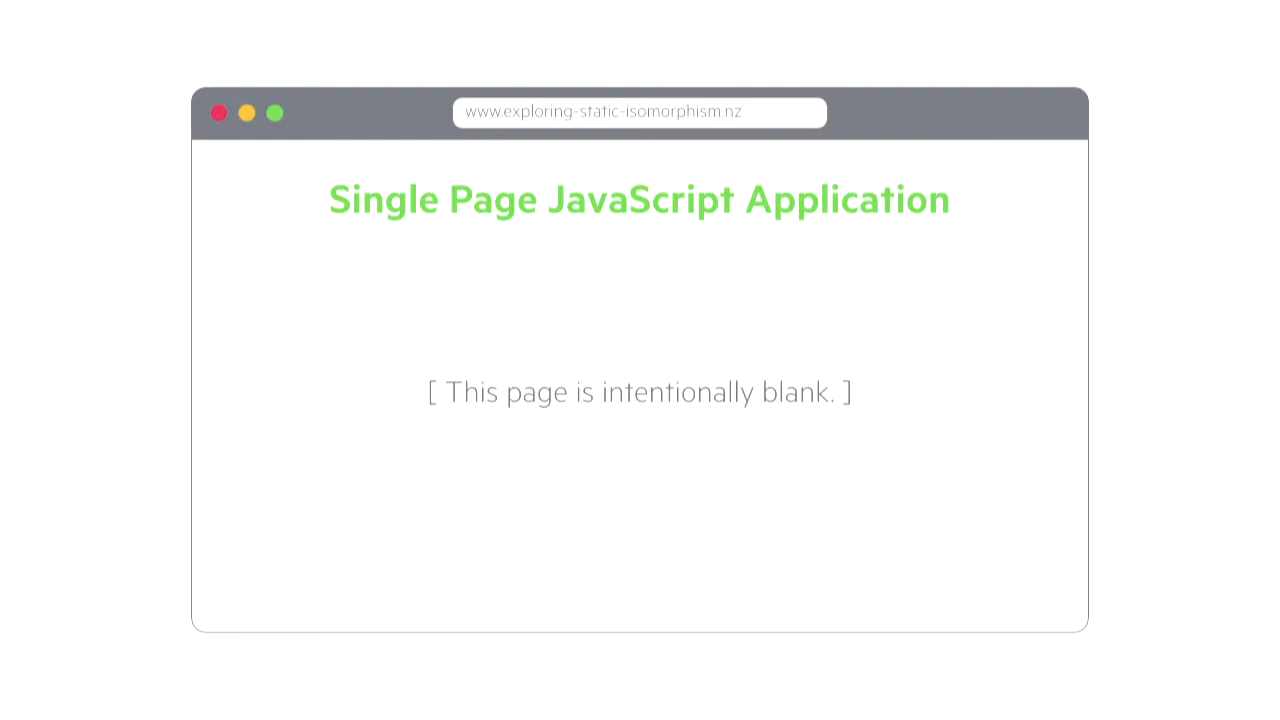 www.exploring-static-isomorphism.nz
Single Page JavaScript Application
[ This page is intentionally blank. ]